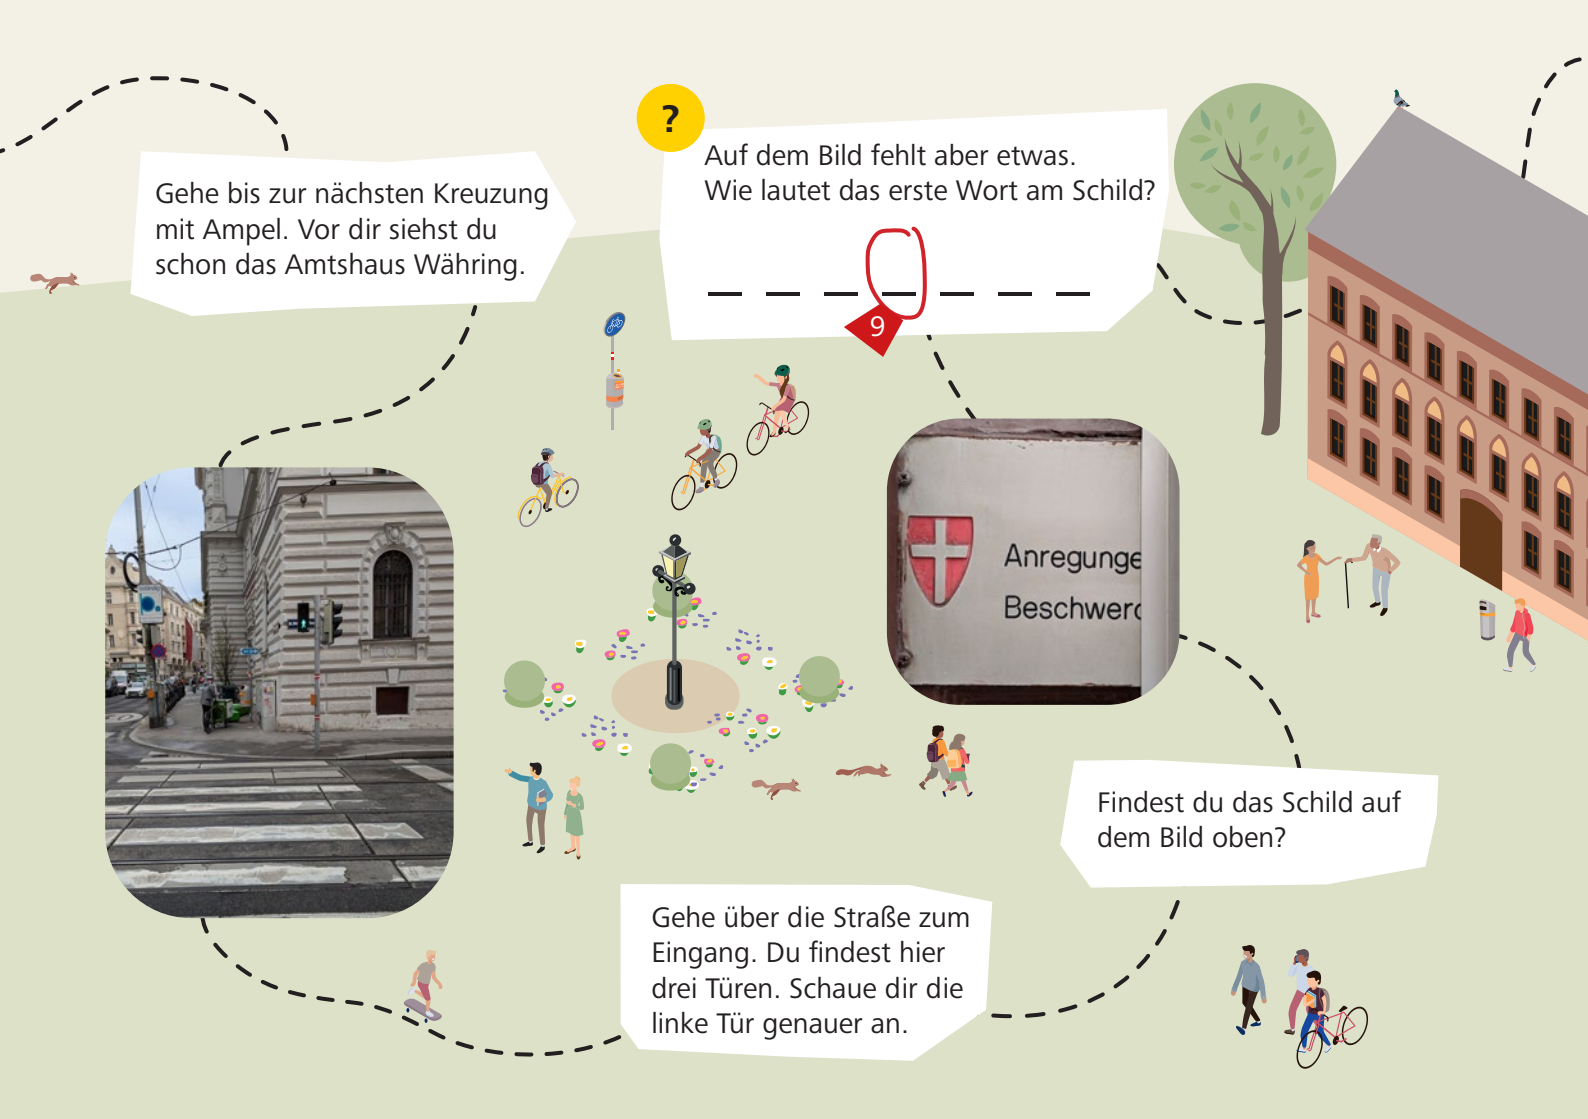 Gehe bis zur nächsten Kreuzung
mit Ampel. Vor dir siehst du
schon das Amtshaus Währing.
?
Auf dem Bild fehlt aber etwas.
Wie lautet das erste Wort am Schild?
9
Anregunge
Beschwer
Findest du das Schild auf
dem Bild oben?
Gehe über die Straße zum
Eingang. Du findest hier
drei Türen. Schaue dir die
linke Tür genauer an.